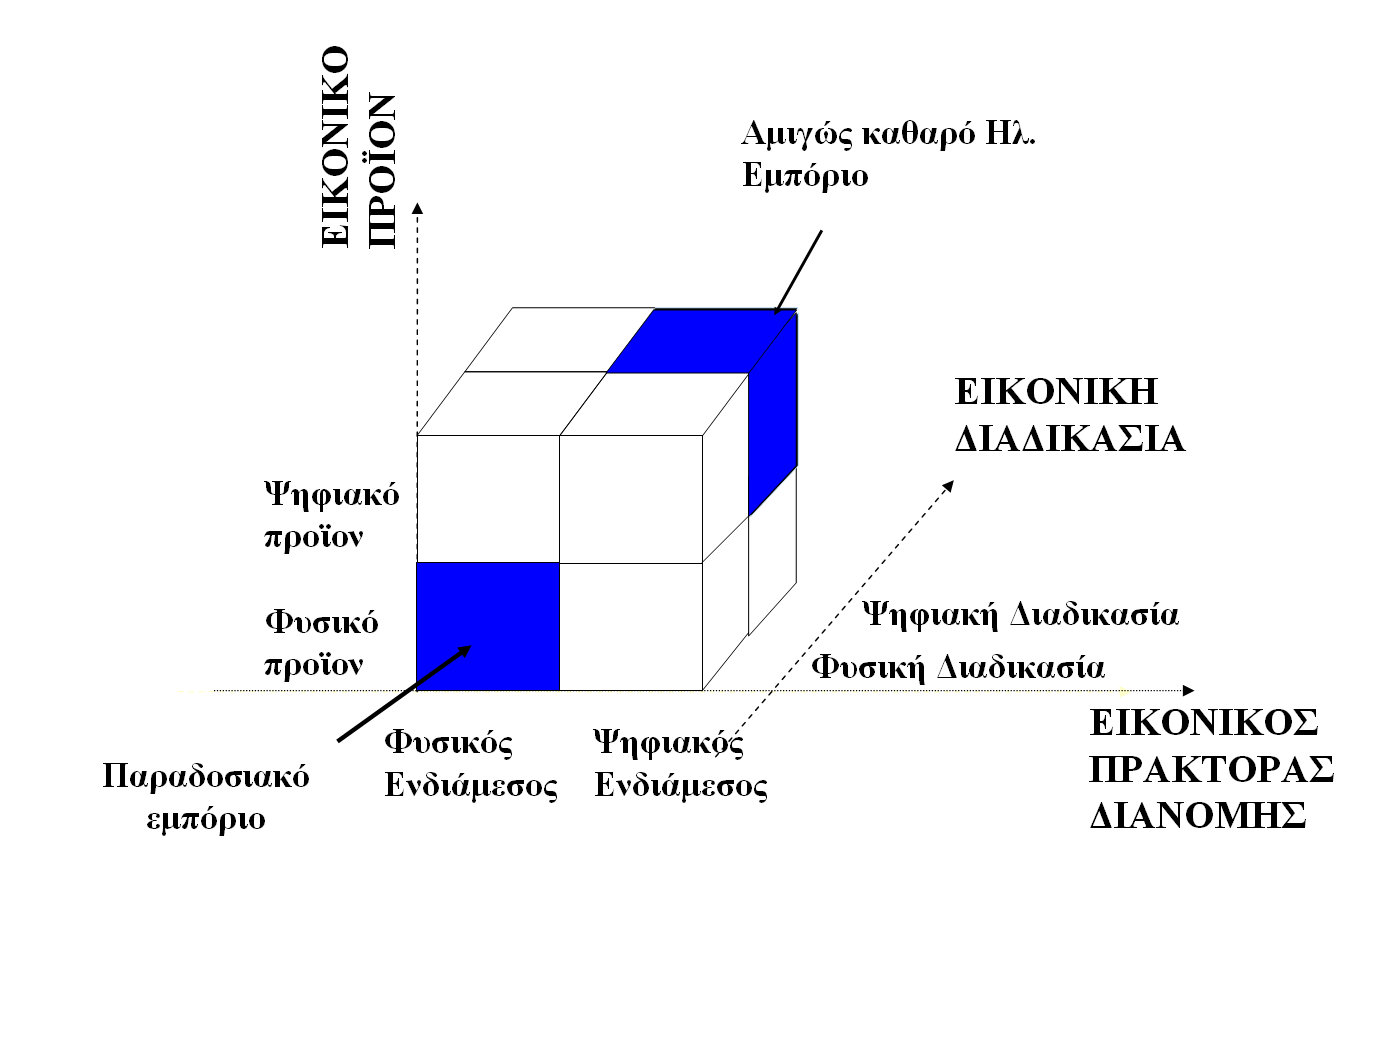 ΕΙΚΟΝΙΚΟ
ΠΡΟΪΟΝ
Αμιγώς καθαρό Ηλ.
Εμπόριο
ΕΙΚΟΝΙΚΗ
ΔΙΑΔΙΚΑΣΙΑ
Ψηφιακό
προϊον
Φυσικό
προϊον
Ψηφιακή Διαδικασία
Φυσική Διαδικασία
ΕΙΚΟΝΙΚΟΣ
ΠΡΑΚΤΟΡΑΣ
ΔΙΑΝΟΜΗΣ
Φυσικός
Ενδιάμεσος
Ψηφιακός
Ενδιάμεσος
Παραδοσιακό
εμπόριο